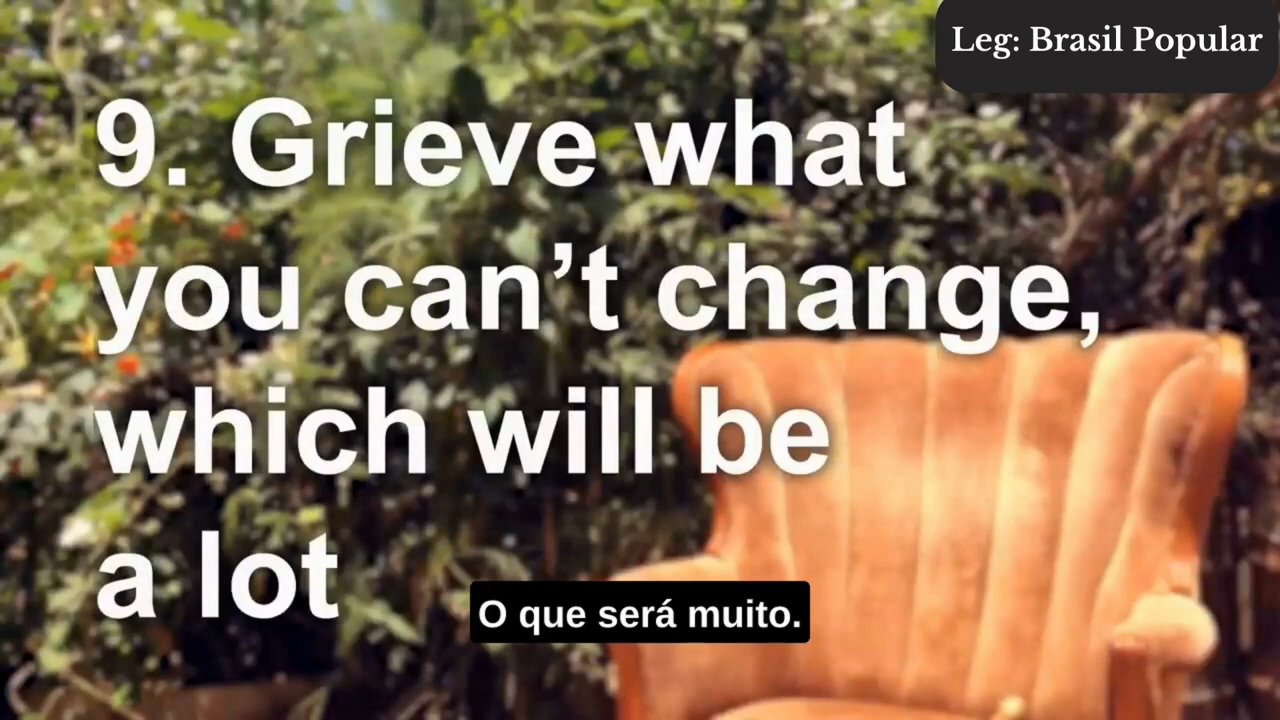 Leg: Brasil Popular
9. Grieve what
you can’t change,
which will be
a lot
O que será muito.